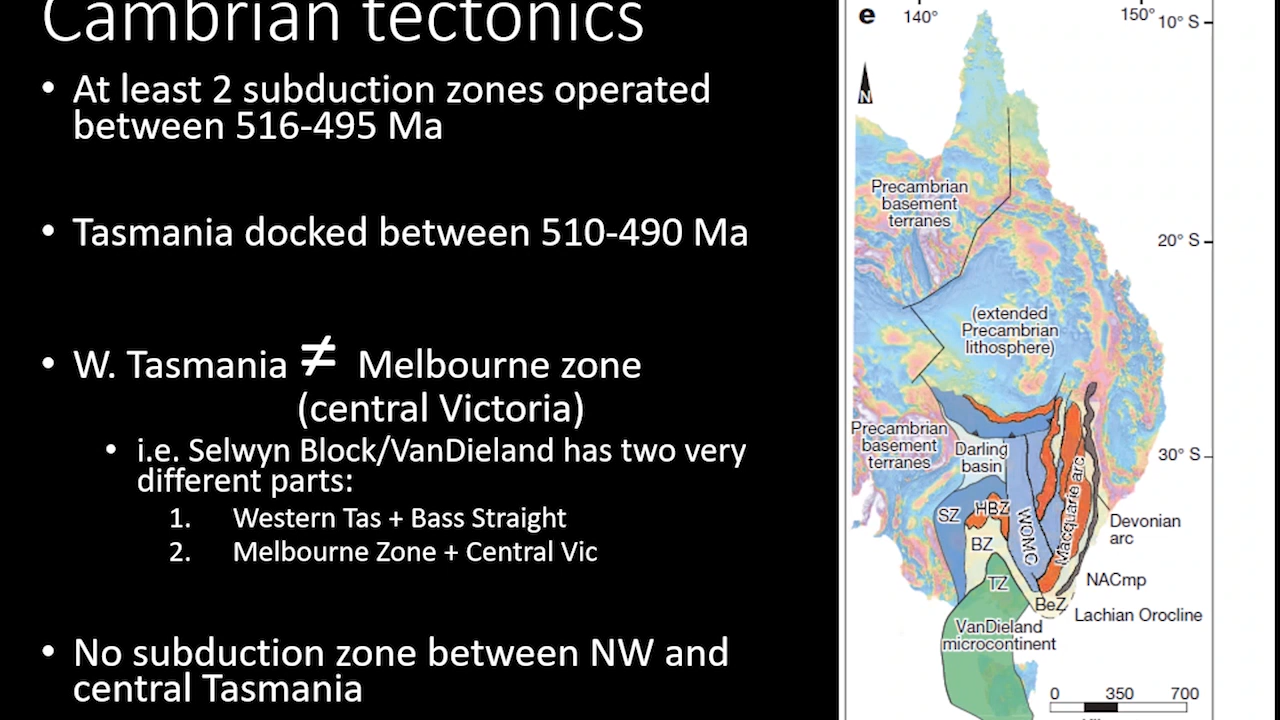 Cambrian tectonics
• At least 2 subduction zones operated
between 516-495 Ma
• Tasmania docked between 510-490 Ma
• W. Tasmania ≠ Melbourne zone
(central Victoria)
• i.e. Selwyn Block/VanDieland has two very
different parts:
1. Western Tas + Bass Straight
2. Melbourne Zone + Central Vic
• No subduction zone between NW and
central Tasmania
e
140°
150°
10° S
N
Precambrian
basement
terranes
20° S
(extended
Precambrian
lithosphere)
Precambrian
basement
terranes
Darling
basin
30° S
Macquarie arc
SZ
HBZ
WOMC
Devonian
arc
BZ
TZ
NACmp
BeZ
Lachian Orocline
VanDieland
microcontinent
0 350 700